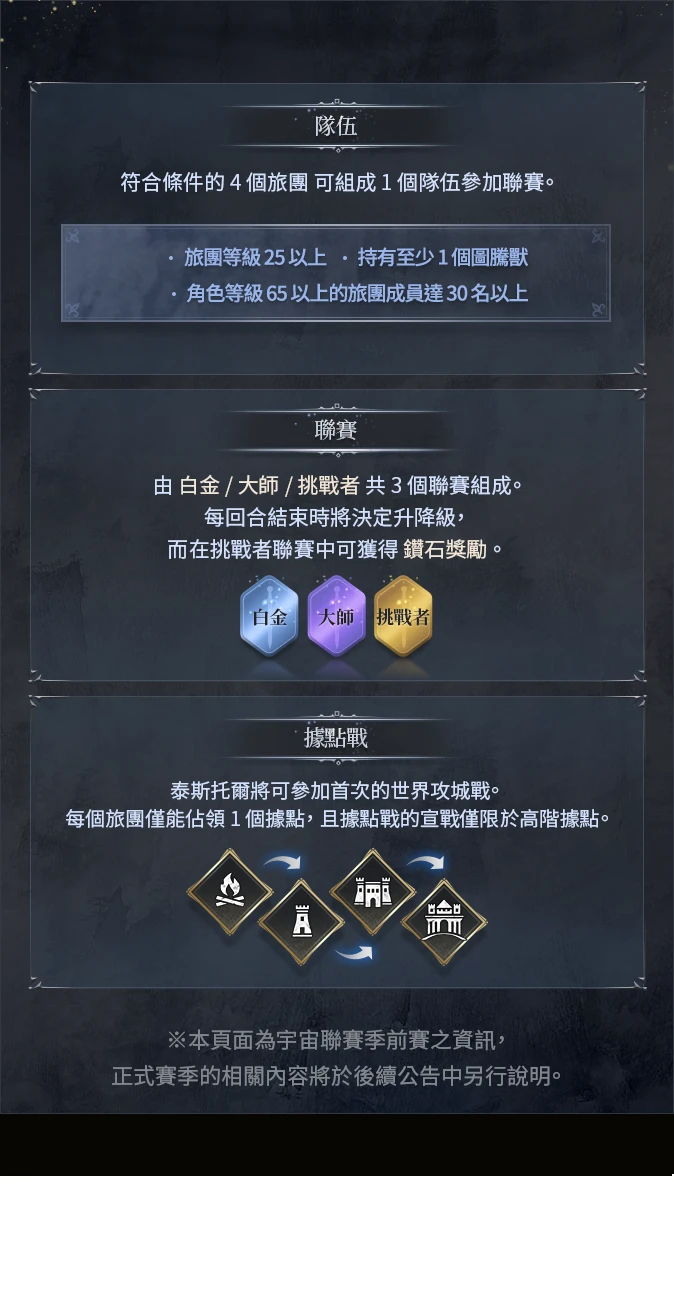 隊伍
符合條件的 4 個旅團 可組成 1 個隊伍參加聯賽。
· 旅團等級 25 以上 · 持有至少 1 個圖騰獸
· 角色等級 65 以上的旅團成員達 30 名以上
聯賽
由 白金 / 大師 / 挑戰者 共 3 個聯賽組成。
每回合結束時將決定升降級，
而在挑戰者聯賽中可獲得 鑽石獎勵 。
白金 大師 挑戰者
據點戰
泰斯托爾將可參加首次的世界攻城戰。
每個旅團僅能佔領 1 個據點，且據點戰的宣戰僅限於高階據點。
※本頁面為宇宙聯賽季前賽之資訊，
正式賽季的相關內容將於後續公告中另行說明。